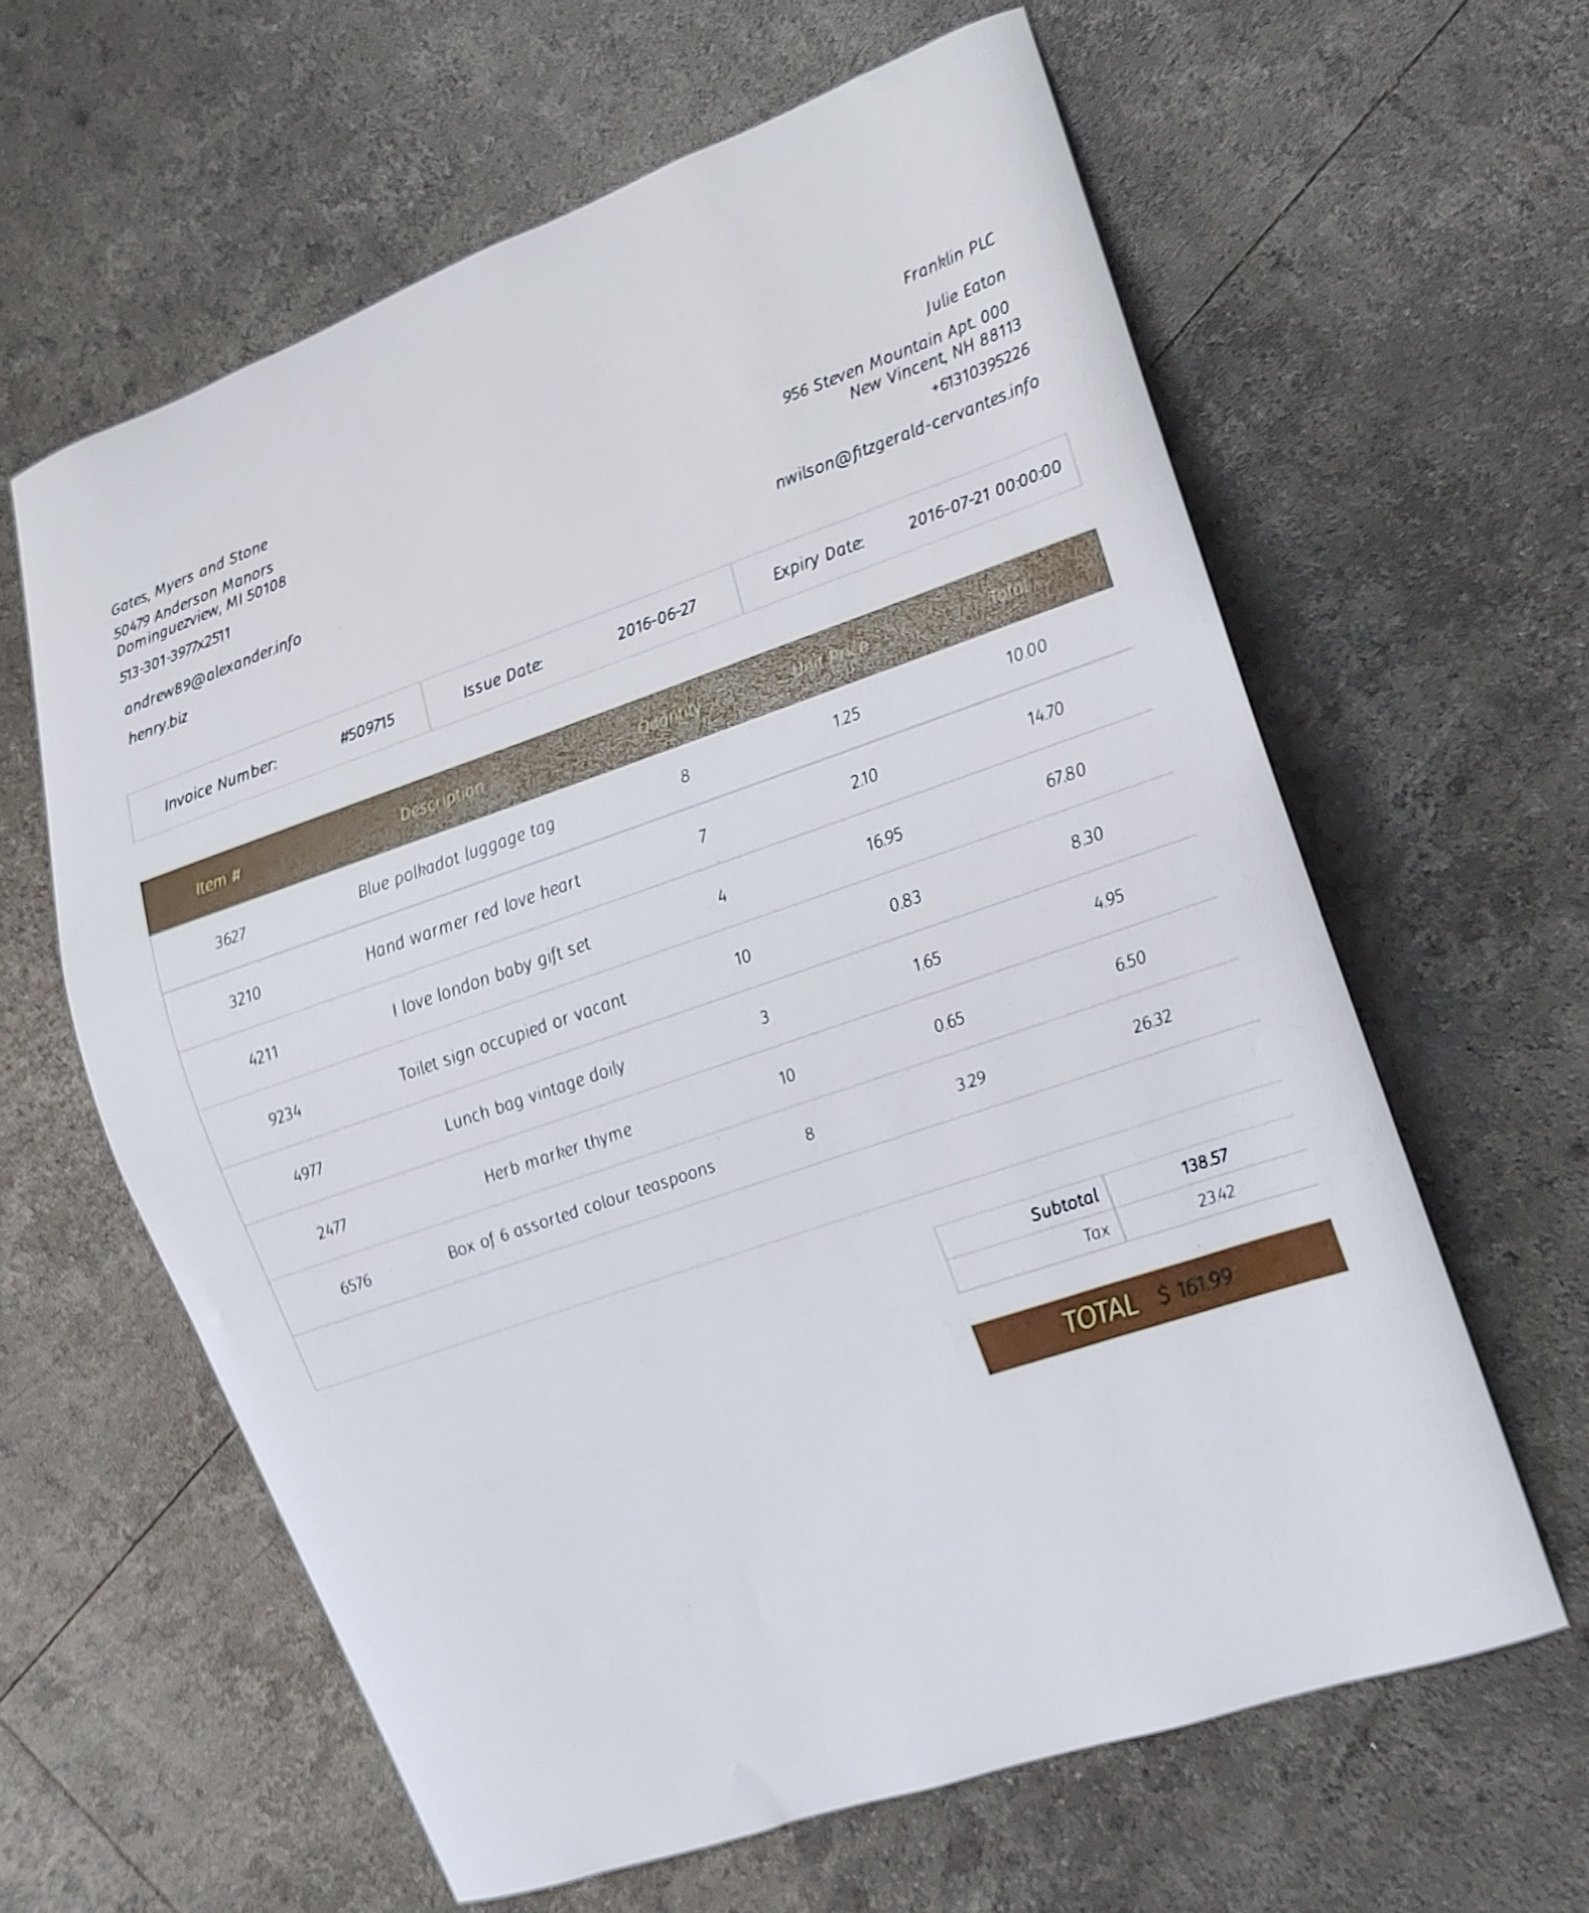 Franklin PLC
Julie Eaton
956 Steven Mountain Apt. 000
New Vincent, NH 88113
+61310395226
nwilson@fitzgerald-cervantes.info
Gates, Myers and Stone
50479 Anderson Manors
Dominguezview, MI 50108
513-301-3977x2511
andrew89@alexander.info
henry.biz
Invoice Number: #509715 Issue Date: 2016-06-27 Expiry Date: 2016-07-21 00:00:00
Item # Description Quantity Unit Price Total
3627 Blue polkadot luggage tag 8 1.25 10.00
3210 Hand warmer red love heart 7 2.10 14.70
4211 I love london baby gift set 4 16.95 67.80
9234 Toilet sign occupied or vacant 10 0.83 8.30
4977 Lunch bag vintage doily 3 1.65 4.95
2477 Herb marker thyme 10 0.65 6.50
6576 Box of 6 assorted colour teaspoons 8 3.29 26.32
Subtotal 138.57
Tax 23.42
TOTAL $ 161.99